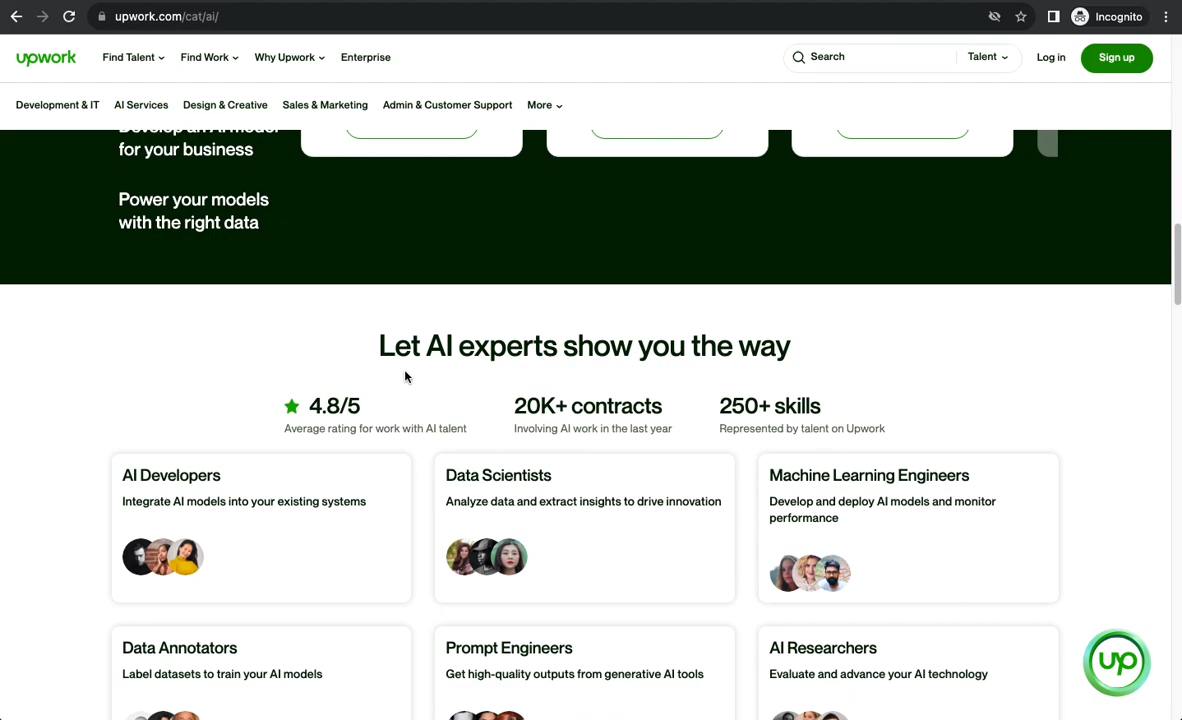 upwork.com/cat/ai/
Incognito
upwork
Find Talent
Find Work
Why Upwork
Enterprise
Search
Talent
Log in
Sign up
Development & IT
AI Services
Design & Creative
Sales & Marketing
Admin & Customer Support
More
Develop an AI model
for your business
Power your models
with the right data
Let AI experts show you the way
4.8/5
Average rating for work with AI talent
20K+ contracts
Involving AI work in the last year
250+ skills
Represented by talent on Upwork
AI Developers
Integrate AI models into your existing systems
Data Scientists
Analyze data and extract insights to drive innovation
Machine Learning Engineers
Develop and deploy AI models and monitor
performance
Data Annotators
Label datasets to train your AI models
Prompt Engineers
Get high-quality outputs from generative AI tools
AI Researchers
Evaluate and advance your AI technology
up